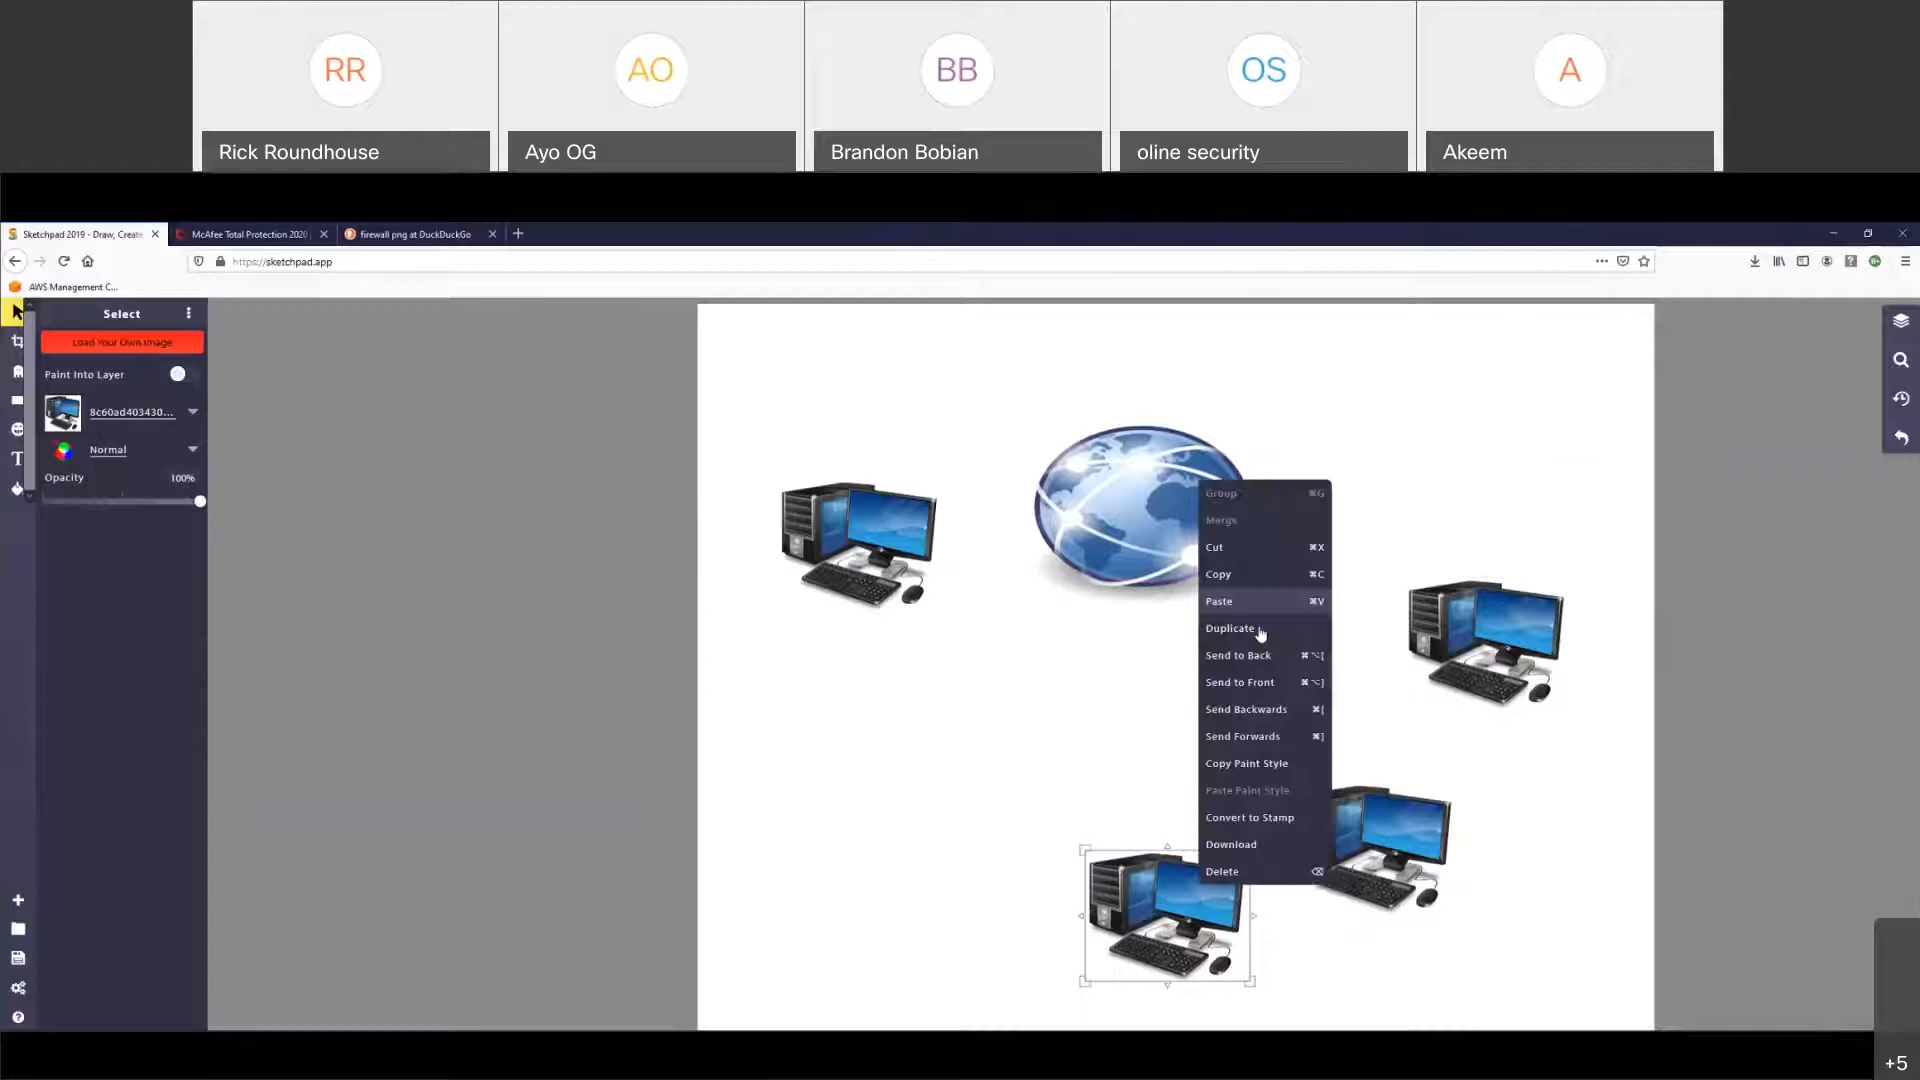 RR
AO
BB
OS
A
Rick Roundhouse
Ayo OG
Brandon Bobian
oline security
Akeem
Sketchpad 2019 - Draw, Create
McAfee Total Protection 2020
firewall png at DuckDuckGo
https://sketchpad.app
AWS Management C...
Select
Load Your Own Image
Paint Into Layer
8c60ad403430...
Normal
Opacity 100%
Group ⌘G
Merge
Cut ⌘X
Copy ⌘C
Paste ⌘V
Duplicate
Send to Back ⌘⌥[
Send to Front ⌘⌥]
Send Backwards ⌘[
Send Forwards ⌘]
Copy Paint Style
Paste Paint Style
Convert to Stamp
Download
Delete ⌫
+5